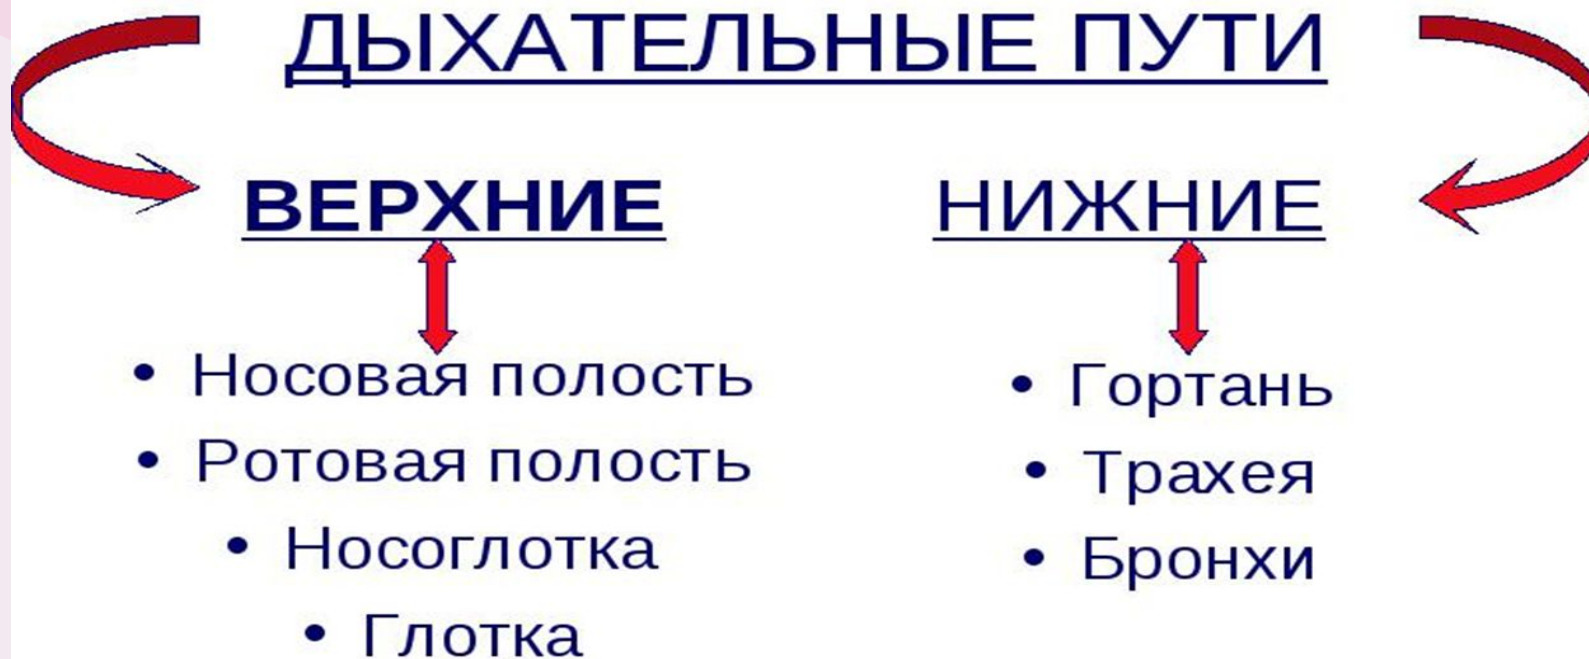 ДЫХАТЕЛЬНЫЕ ПУТИ
ВЕРХНИЕ
• Носовая полость
• Ротовая полость
• Носоглотка
• Глотка
НИЖНИЕ
• Гортань
• Трахея
• Бронхи